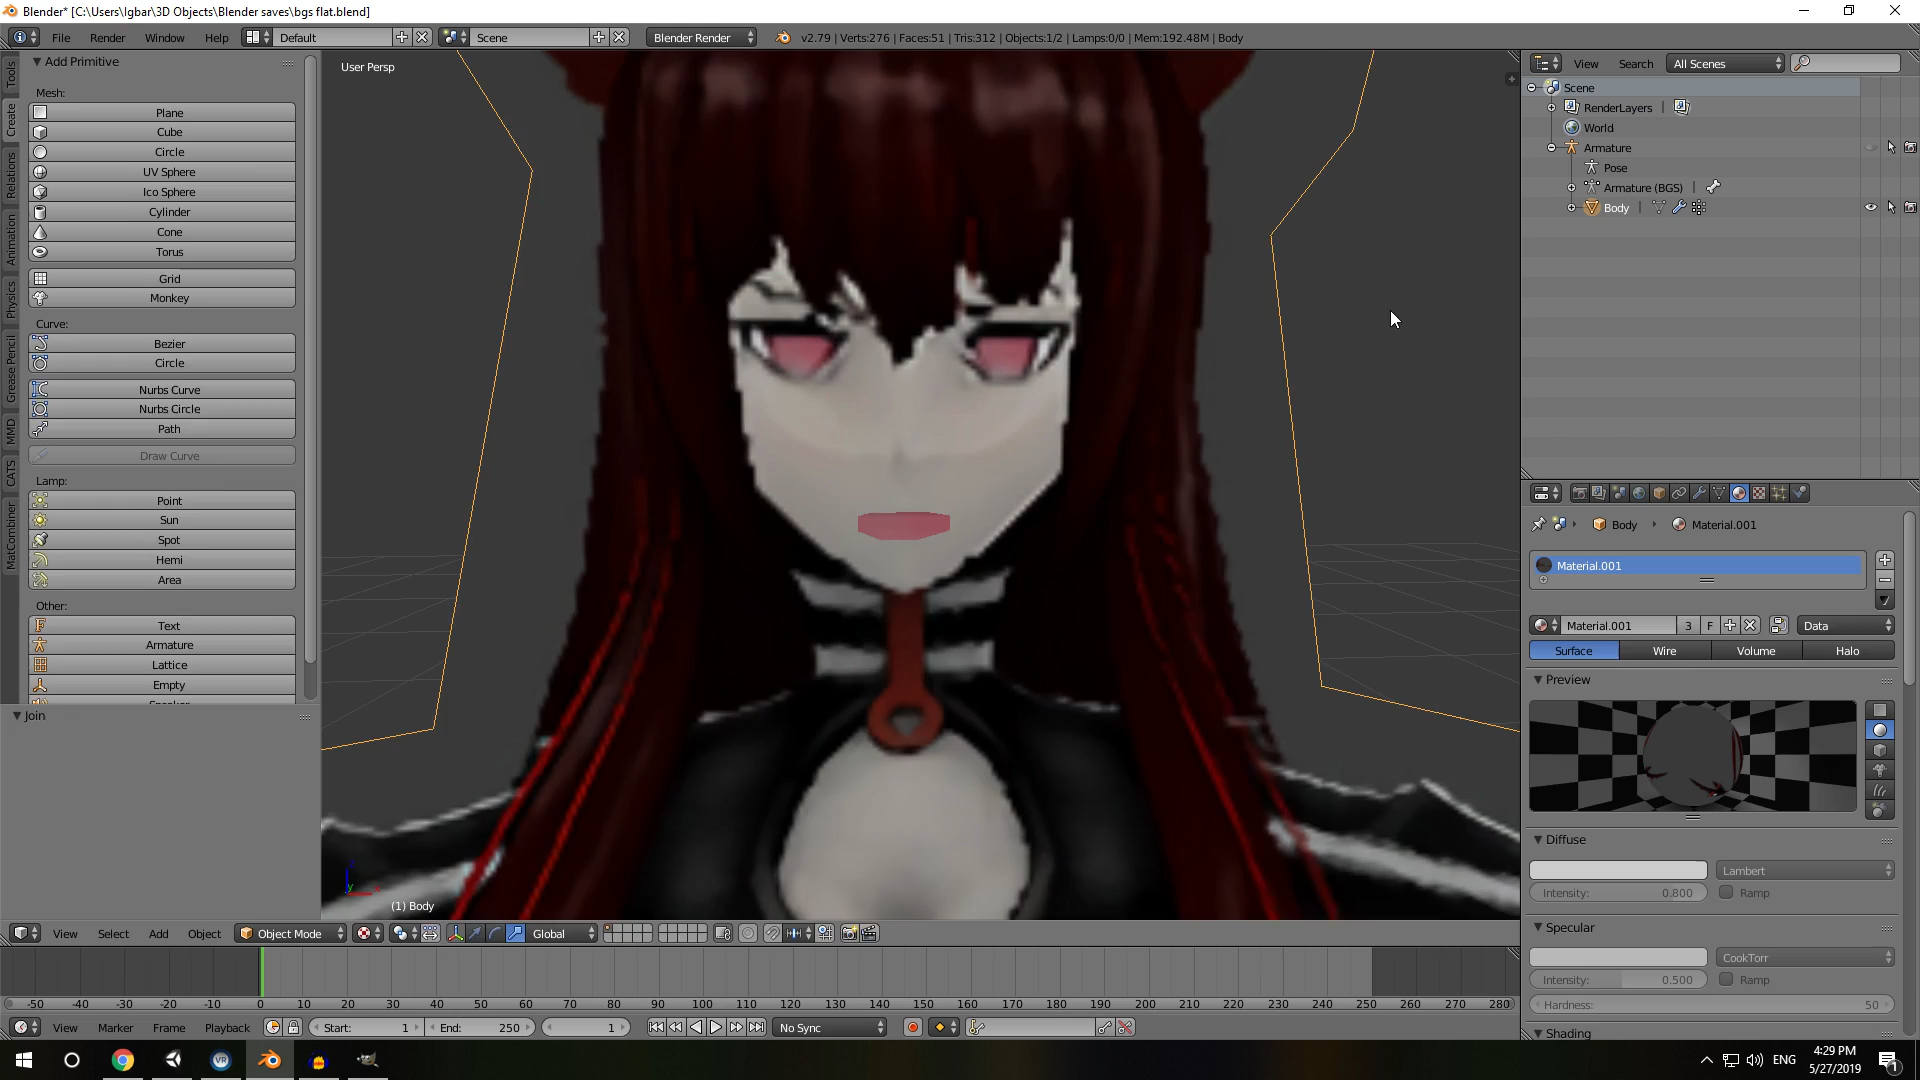 Blender* [C:\Users\Igbar\3D Objects\Blender saves\bgs flat.blend]
File Render Window Help Default Scene Blender Render v2.79 | Verts:276 | Faces:51 | Tris:312 | Objects:1/2 | Lamps:0/0 | Mem:192.48M | Body
Add Primitive
Mesh:
Plane
Cube
Circle
UV Sphere
Ico Sphere
Cylinder
Cone
Torus
Grid
Monkey
Curve:
Bezier
Circle
Nurbs Curve
Nurbs Circle
Path
Draw Curve
Lamp:
Point
Sun
Spot
Hemi
Area
Other:
Text
Armature
Lattice
Empty
Join
Tools
Create
Relations
Animation
Physics
Grease Pencil
MMD
CATS
MatCombiner
User Persp
(1) Body
View Select Add Object Object Mode Global
-50 -40 -30 -20 -10 0 10 20 30 40 50 60 70 80 90 100 110 120 130 140 150 160 170 180 190 200 210 220 230 240 250 260 270 280
View Marker Frame Playback Start: 1 End: 250 1 No Sync
View Search All Scenes
Scene
RenderLayers |
World
Armature
Pose
Armature (BGS) |
Body |
Body Material.001
Material.001
Material.001 3 F Data
Surface Wire Volume Halo
Preview
Diffuse
Lambert
Intensity: 0.800 Ramp
Specular
CookTorr
Intensity: 0.500 Ramp
Hardness: 50
Shading
VR
ENG
4:29 PM
5/27/2019
1